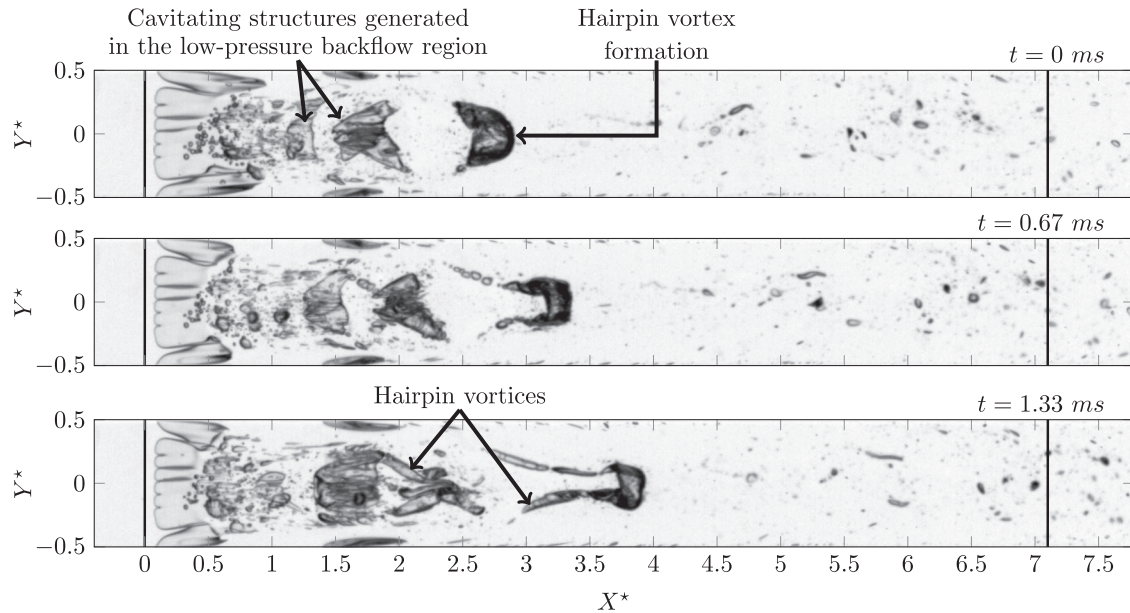 Cavitating structures generated
in the low-pressure backflow region
Hairpin vortex
formation
t = 0 ms
0.5
0
−0.5
Y⋆
t = 0.67 ms
0.5
0
−0.5
Y⋆
Hairpin vortices
t = 1.33 ms
0.5
0
−0.5
Y⋆
0 0.5 1 1.5 2 2.5 3 3.5 4 4.5 5 5.5 6 6.5 7 7.5
X⋆